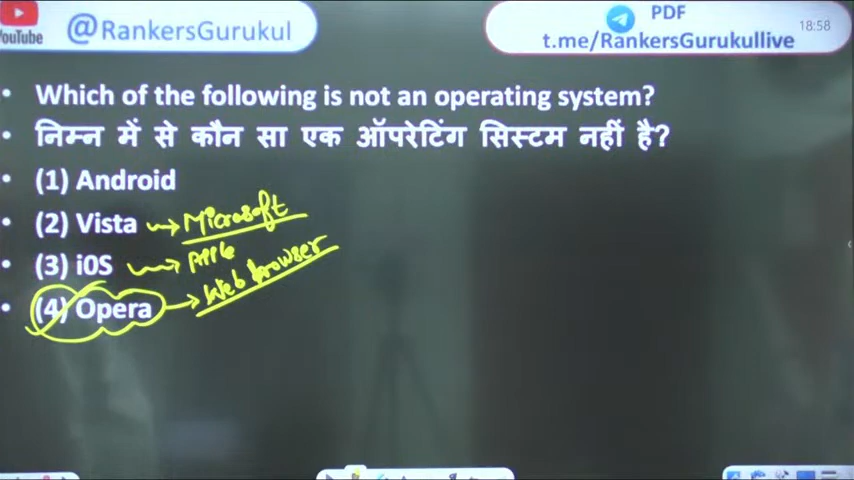 YouTube
@RankersGurukul
PDF
t.me/RankersGurukullive
18:58
• Which of the following is not an operating system?
• निम्न में से कौन सा एक ऑपरेटिंग सिस्टम नहीं है?
• (1) Android
• (2) Vista → Microsoft
• (3) iOS → Apple
• (4) Opera → Web browser